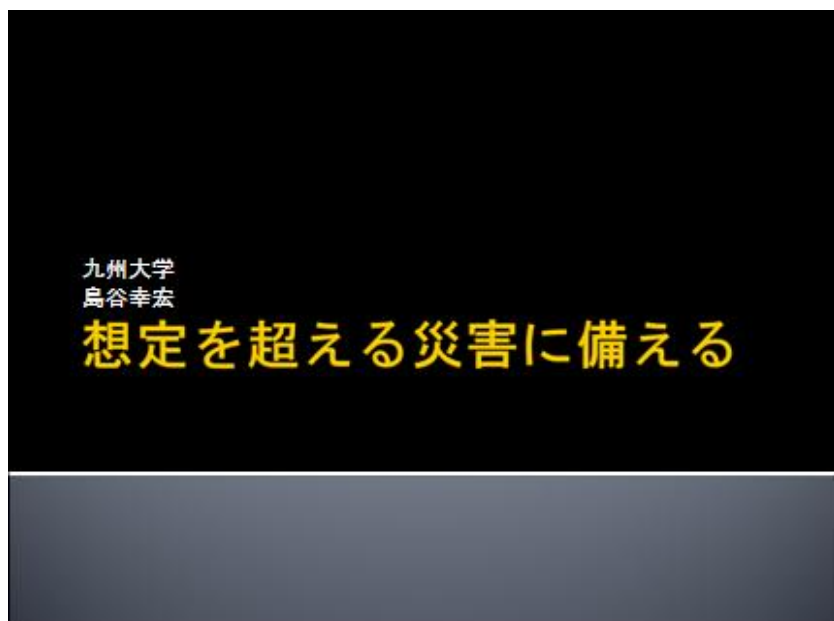 九州大学
島谷幸宏
想定を超える災害に備える